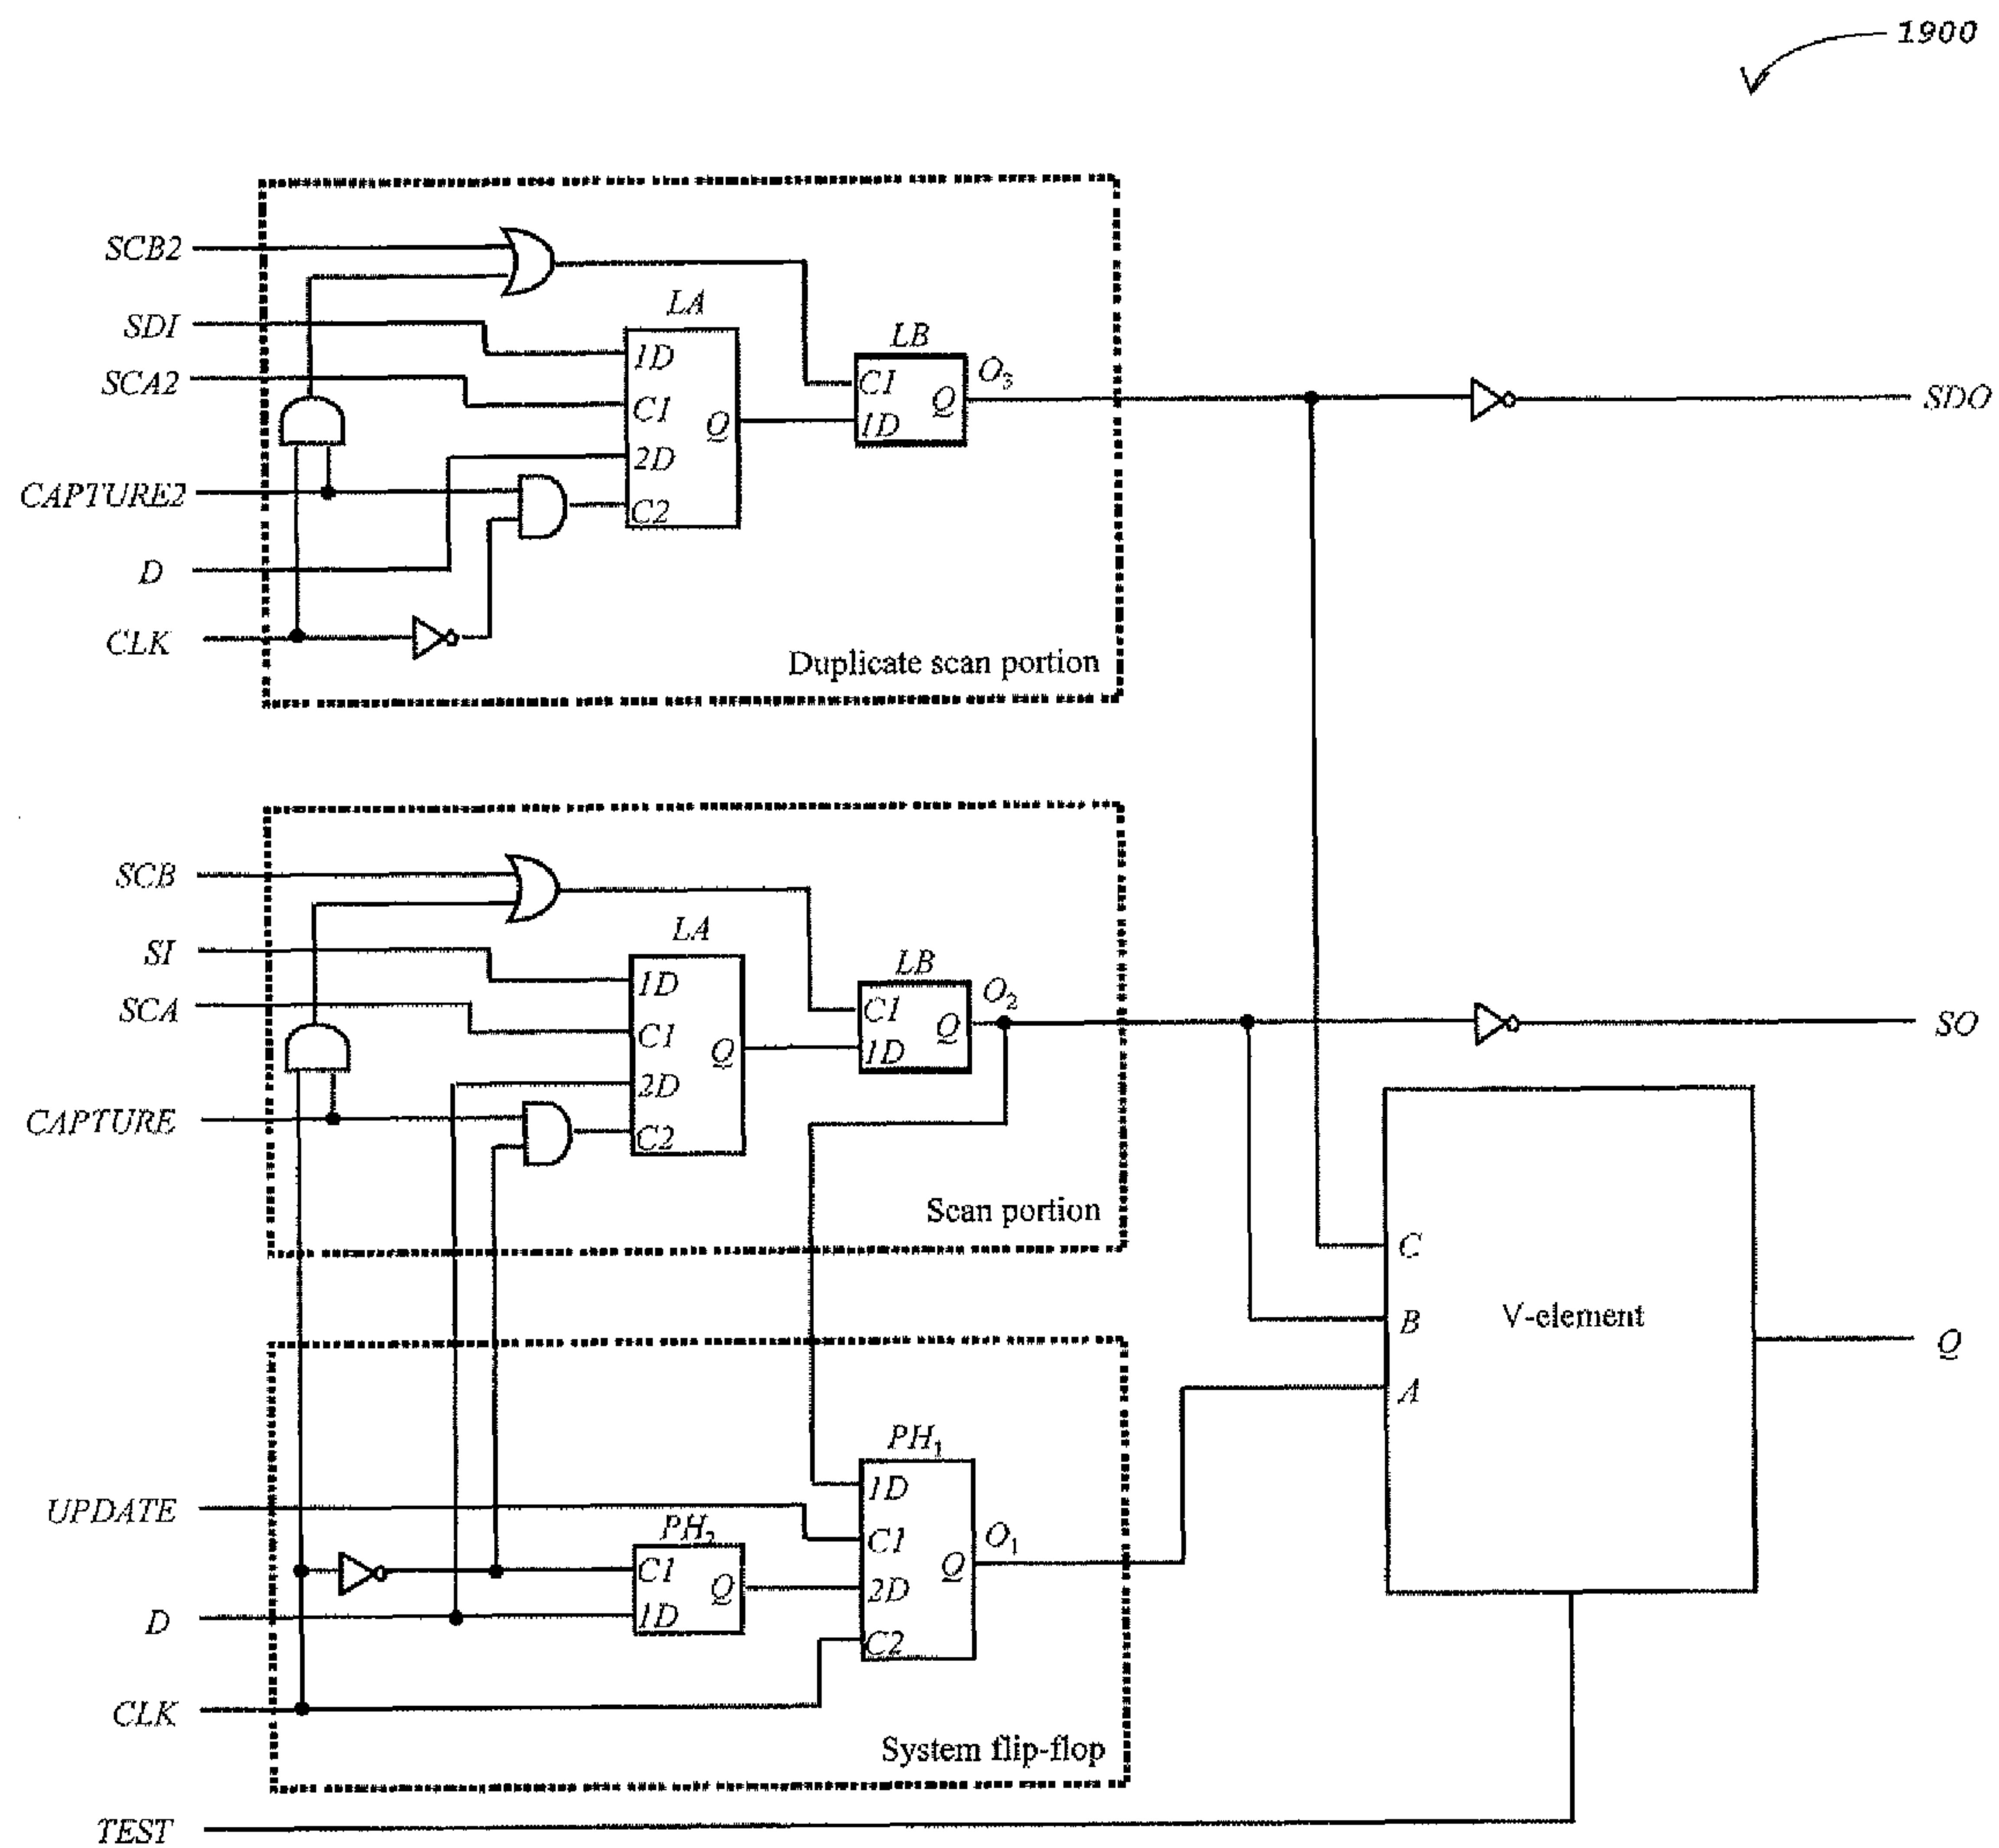 1900
SCB2
SDI
SCA2
CAPTURE2
D
CLK
LA
1D
C1
2D
C2
Q
LB
C1
1D
Q
O3
SDO
Duplicate scan portion
SCB
SI
SCA
CAPTURE
LA
1D
C1
2D
C2
Q
LB
C1
1D
Q
O2
SO
Scan portion
C
B
A
V-element
Q
UPDATE
D
CLK
PH2
C1
1D
Q
PH1
1D
C1
2D
C2
Q
O1
System flip-flop
TEST